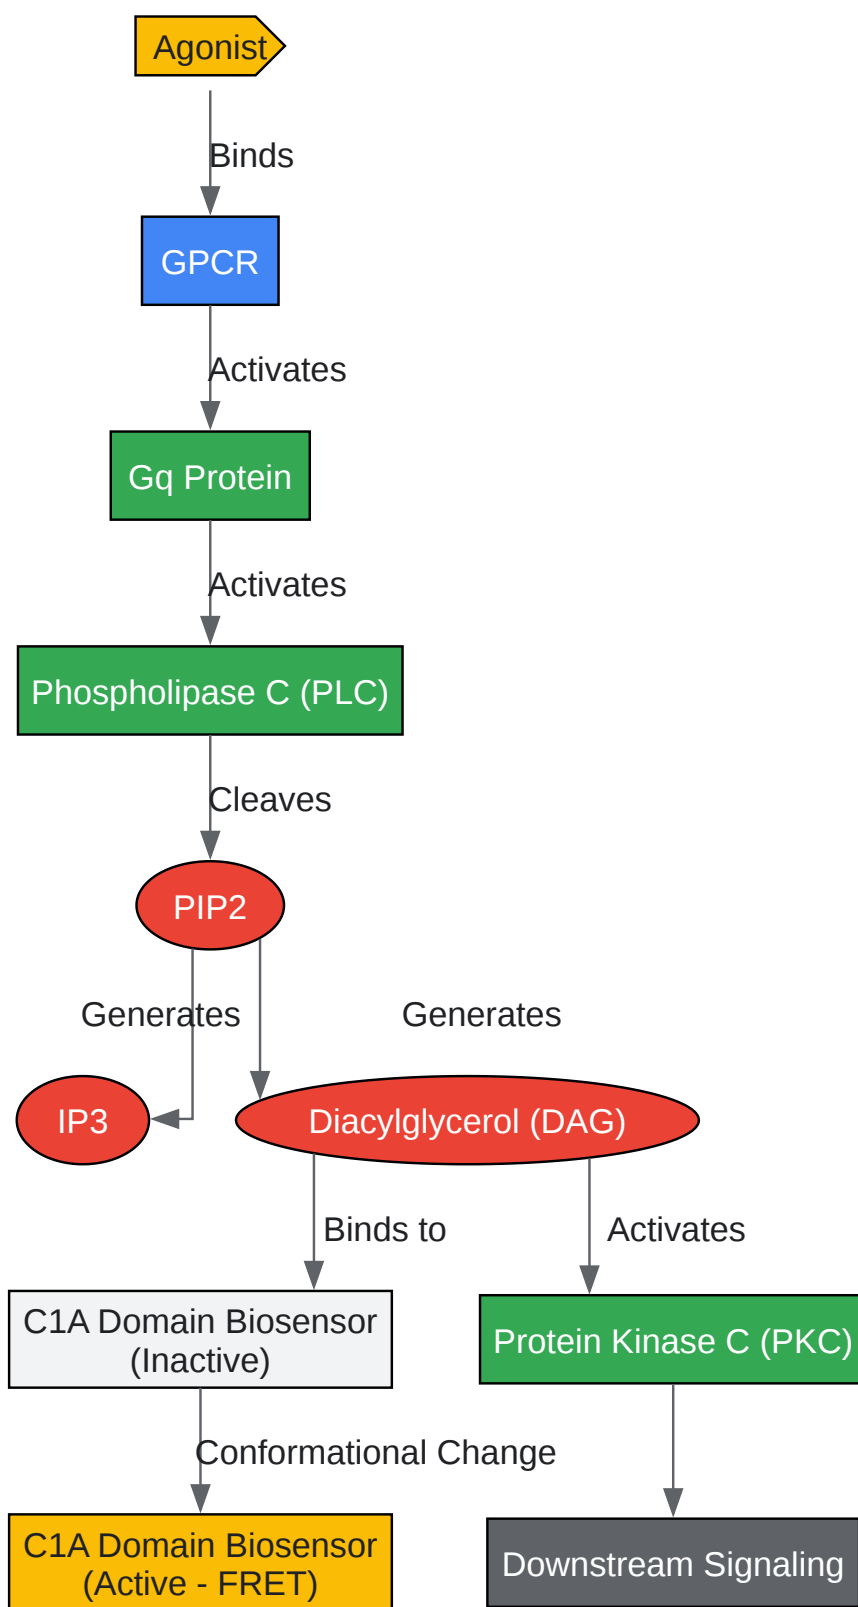 Agonist
Binds
GPCR
Activates
Gq Protein
Activates
Phospholipase C (PLC)
Cleaves
PIP2
Generates
Generates
IP3
Diacylglycerol (DAG)
Binds to
Activates
C1A Domain Biosensor
(Inactive)
Protein Kinase C (PKC)
Conformational Change
C1A Domain Biosensor
(Active - FRET)
Downstream Signaling